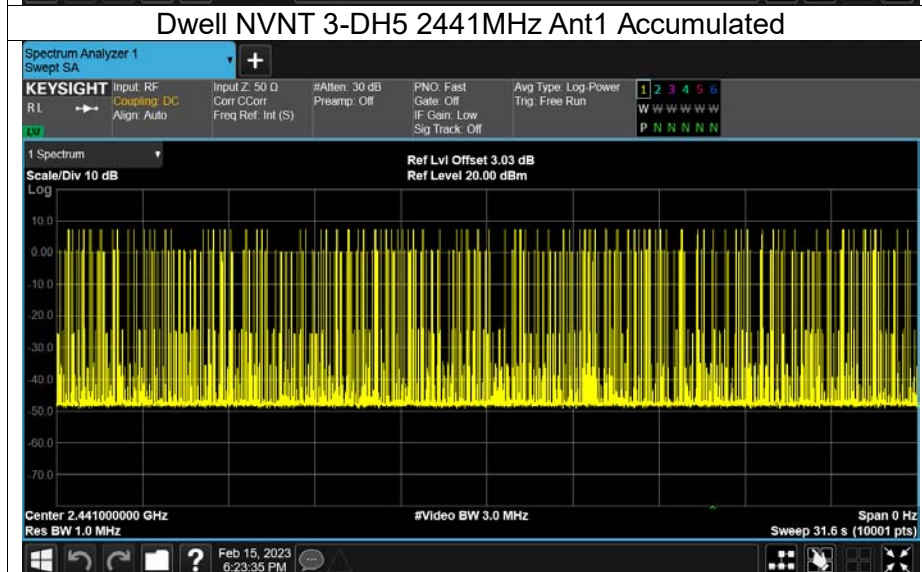 Dwell NVNT 3-DH5 2441MHz Ant1 Accumulated
Spectrum Analyzer 1
Swept SA
+
KEYSIGHT Input: RF Input Z: 50 Ω #Atten: 30 dB PNO: Fast Avg Type: Log-Power 1 2 3 4 5 6
R L Coupling: DC Corr CCorr Preamp: Off Gate: Off Trig: Free Run W W W W W W
Align: Auto Freq Ref: Int (S) IF Gain: Low
LXI Sig Track: Off P N N N N N
1 Spectrum Ref Lvl Offset 3.03 dB
Scale/Div 10 dB Ref Level 20.00 dBm
Log
10.0
0.00
-10.0
-20.0
-30.0
-40.0
-50.0
-60.0
-70.0
Center 2.441000000 GHz #Video BW 3.0 MHz Span 0 Hz
Res BW 1.0 MHz Sweep 31.6 s (10001 pts)
? Feb 15, 2023
6:23:35 PM